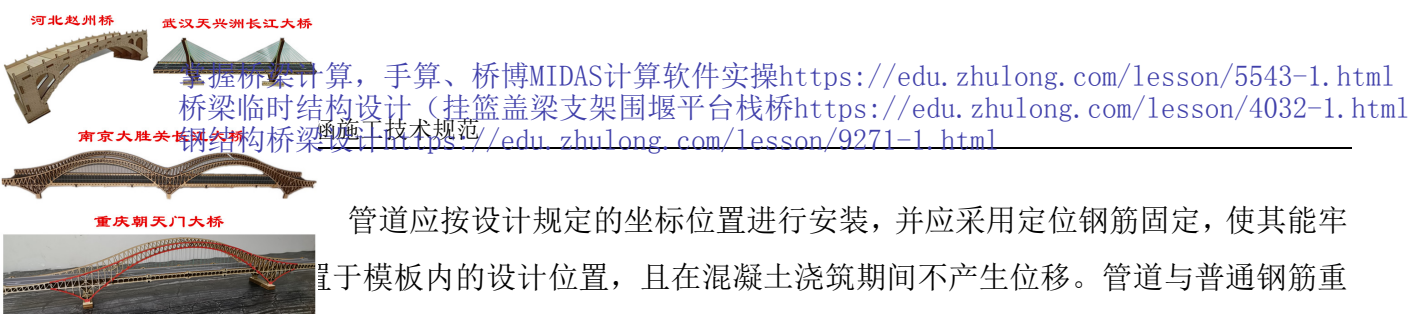 河北赵州桥
武汉天兴洲长江大桥
掌握桥梁计算，手算、桥博MIDAS计算软件实操https://edu.zhulong.com/lesson/5543-1.html
桥梁临时结构设计（挂篮盖梁支架围堰平台栈桥https://edu.zhulong.com/lesson/4032-1.html
钢结构桥梁设计https://edu.zhulong.com/lesson/9271-1.html
涵施工技术规范
南京大胜关长江大桥
管道应按设计规定的坐标位置进行安装，并应采用定位钢筋固定，使其能牢
重庆朝天门大桥
置于模板内的设计位置，且在混凝土浇筑期间不产生位移。管道与普通钢筋重